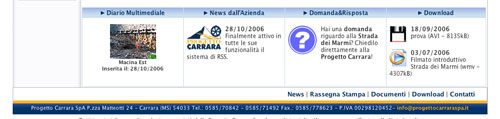 ► Diario Multimediale
► News dall'Azienda
► Domanda&Risposta
► Download
Macina Est
Inserita il: 28/10/2006
CARRARA
28/10/2006
Finalmente attivo in
tutte le sue
funzionalità il
sistema di RSS.
Hai una domanda
riguardo alla Strada
dei Marmi? Chiedilo
direttamente alla
Progetto Carrara!
18/09/2006
prova (AVI - 8135kB)
03/07/2006
Filmato introduttivo
Strada dei Marmi (wmv -
4307kB)
News | Rassegna Stampa | Documenti | Download | Contatti
Progetto Carrara SpA P.zza Matteotti 24 - Carrara (MS) 54033 Tel.: 0585/70842 - 0585/71492 Fax.: 0585/778623 - P.IVA 00298120452- info@progettocarraraspa.it